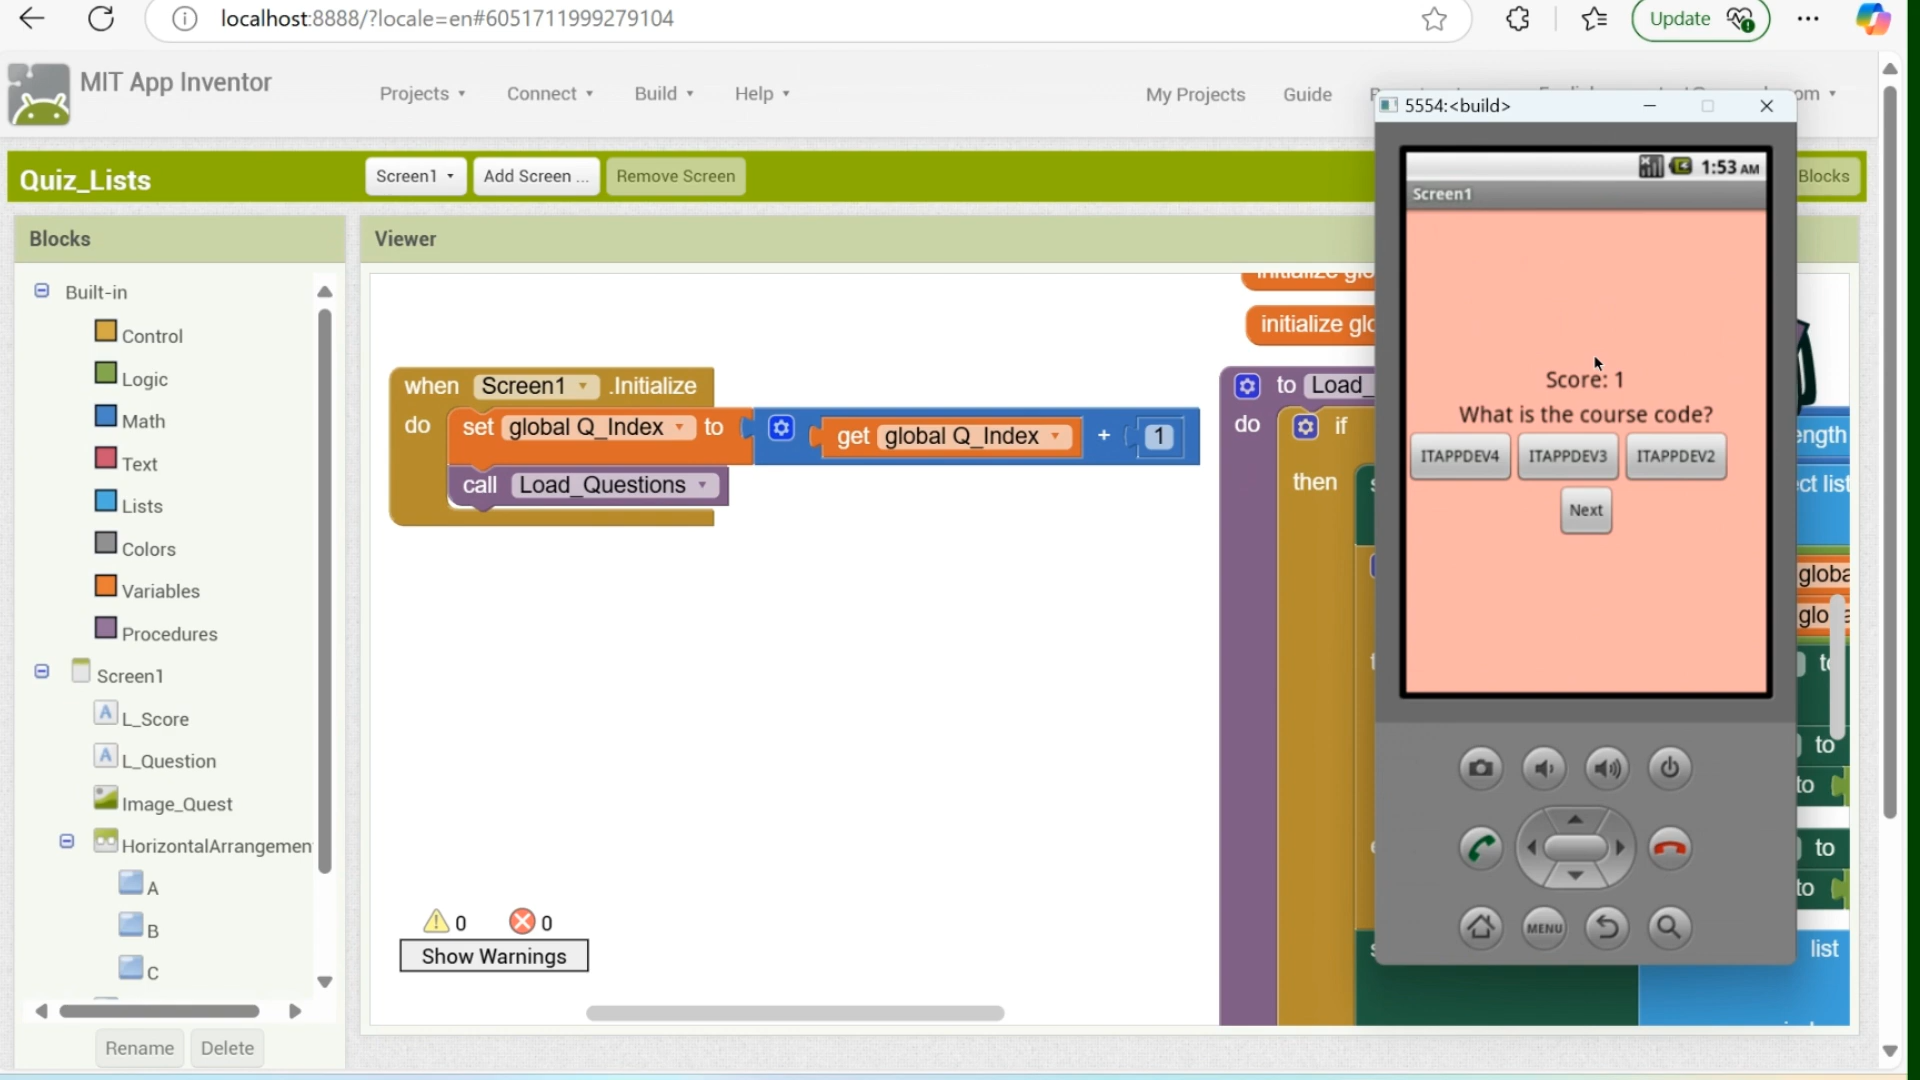 localhost:8888/?locale=en#6051711999279104
Update
MIT App Inventor
Projects
Connect
Build
Help
My Projects
Guide
om
5554:<build>
Quiz_Lists
Screen1
Add Screen ...
Remove Screen
Blocks
1:53 AM
Screen1
Blocks
Viewer
Built-in
Control
Logic
Math
Text
Lists
Colors
Variables
Procedures
Screen1
L_Score
L_Question
Image_Quest
HorizontalArrangemen
A
B
C
Rename
Delete
initialize glo
initialize glo
when Screen1 .Initialize
do set global Q_Index to get global Q_Index + 1
call Load_Questions
to Load_
do if
then
Score: 1
What is the course code?
ITAPPDEV4 ITAPPDEV3 ITAPPDEV2
Next
ength
ct list
globa
glo
to
to
to
to
list
MENU
0 0
Show Warnings